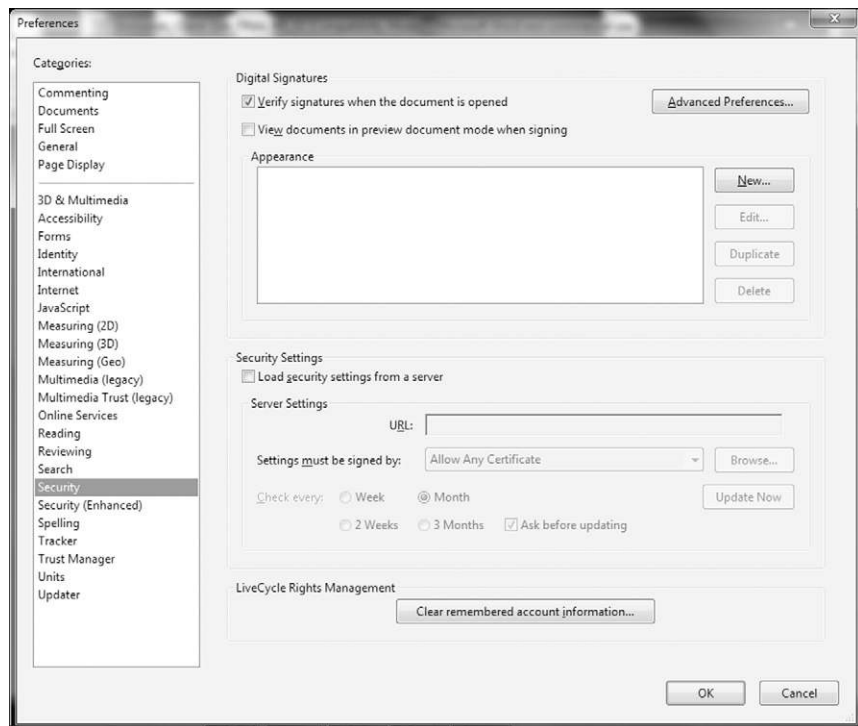 Preferences
Categories:
Commenting
Documents
Full Screen
General
Page Display
3D & Multimedia
Accessibility
Forms
Identity
International
Internet
JavaScript
Measuring (2D)
Measuring (3D)
Measuring (Geo)
Multimedia (legacy)
Multimedia Trust (legacy)
Online Services
Reading
Reviewing
Search
Security
Security (Enhanced)
Spelling
Tracker
Trust Manager
Units
Updater
Digital Signatures
Verify signatures when the document is opened
Advanced Preferences...
View documents in preview document mode when signing
Appearance
New...
Edit...
Duplicate
Delete
Security Settings
Load security settings from a server
Server Settings
URL:
Settings must be signed by: Allow Any Certificate Browse...
Check every: Week Month Update Now
2 Weeks 3 Months Ask before updating
LiveCycle Rights Management
Clear remembered account information...
OK Cancel